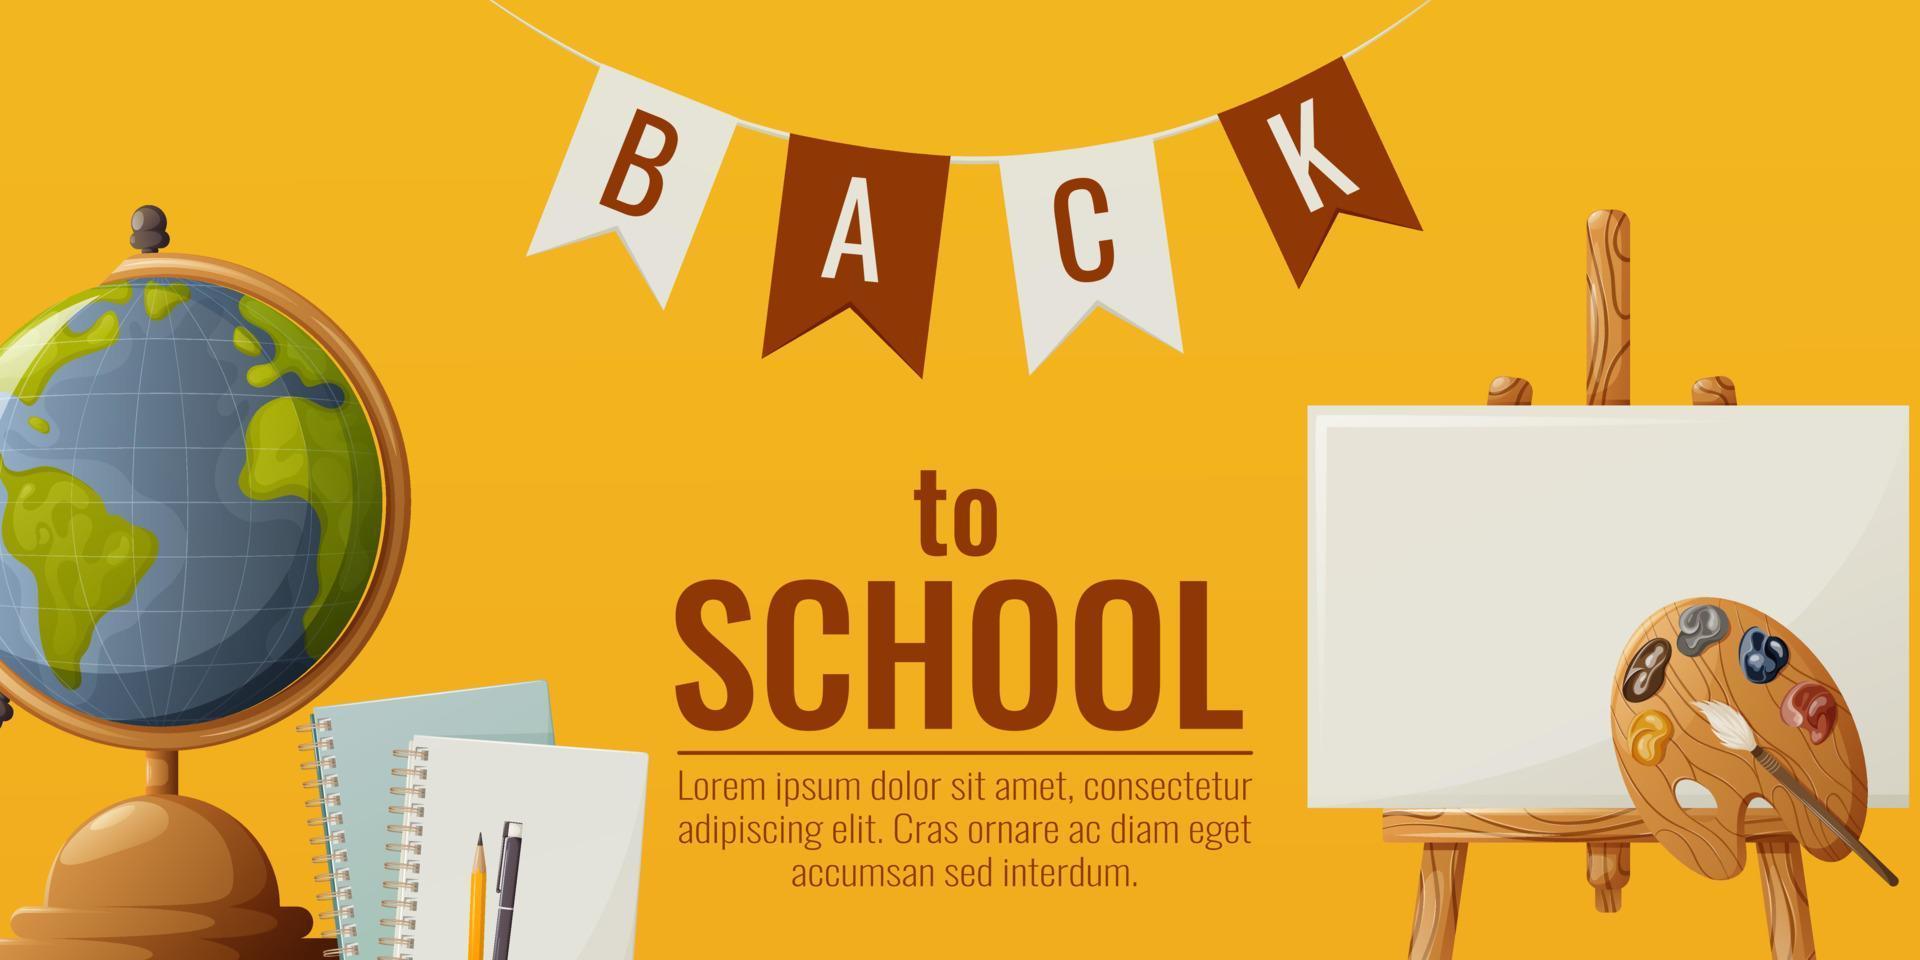 BACK
to
SCHOOL
Lorem ipsum dolor sit amet, consectetur
adipiscing elit. Cras ornare ac diam eget
accumsan sed interdum.